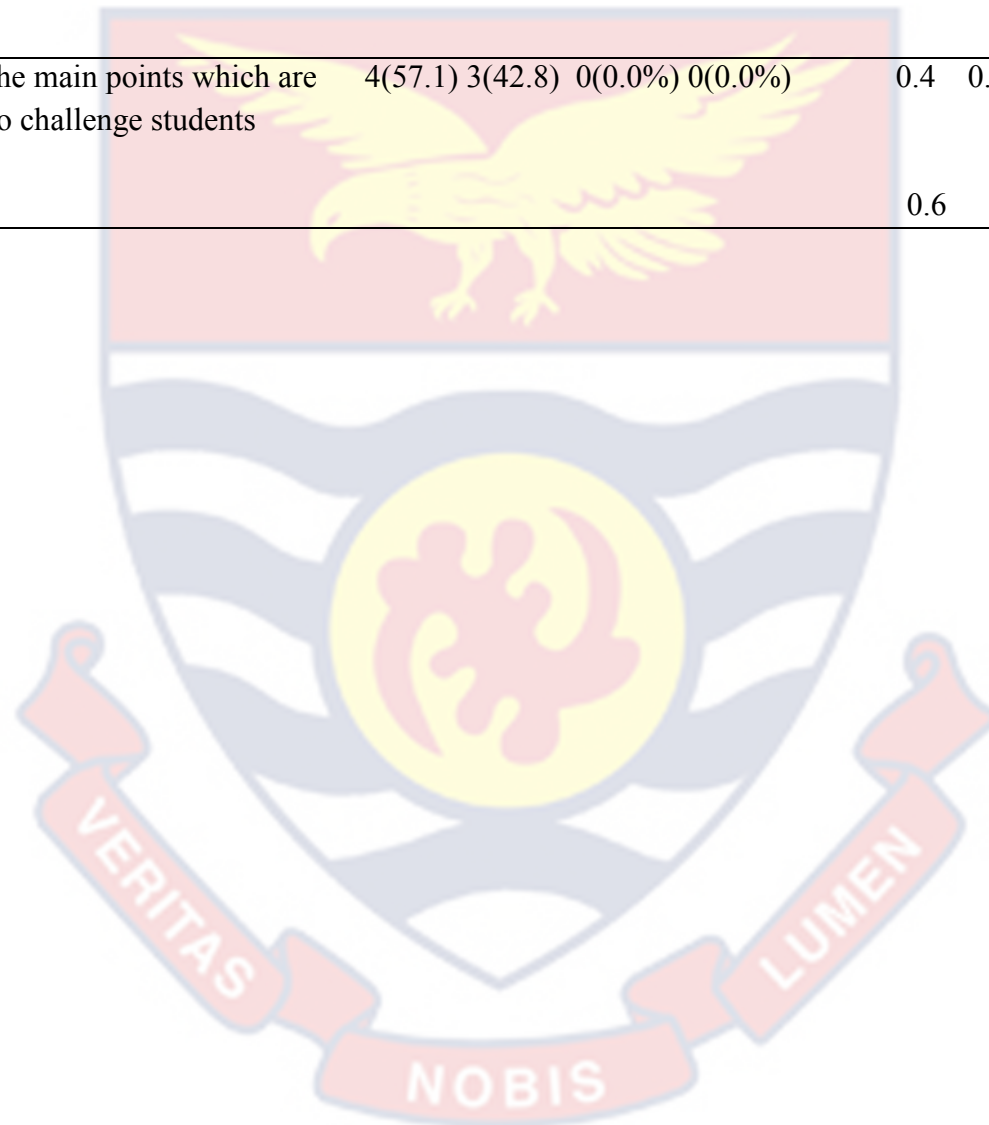 he main points which are 4(57.1) 3(42.8) 0(0.0%) 0(0.0%) 0.4 0.
o challenge students
0.6
VERITAS
NOBIS
LUMEN